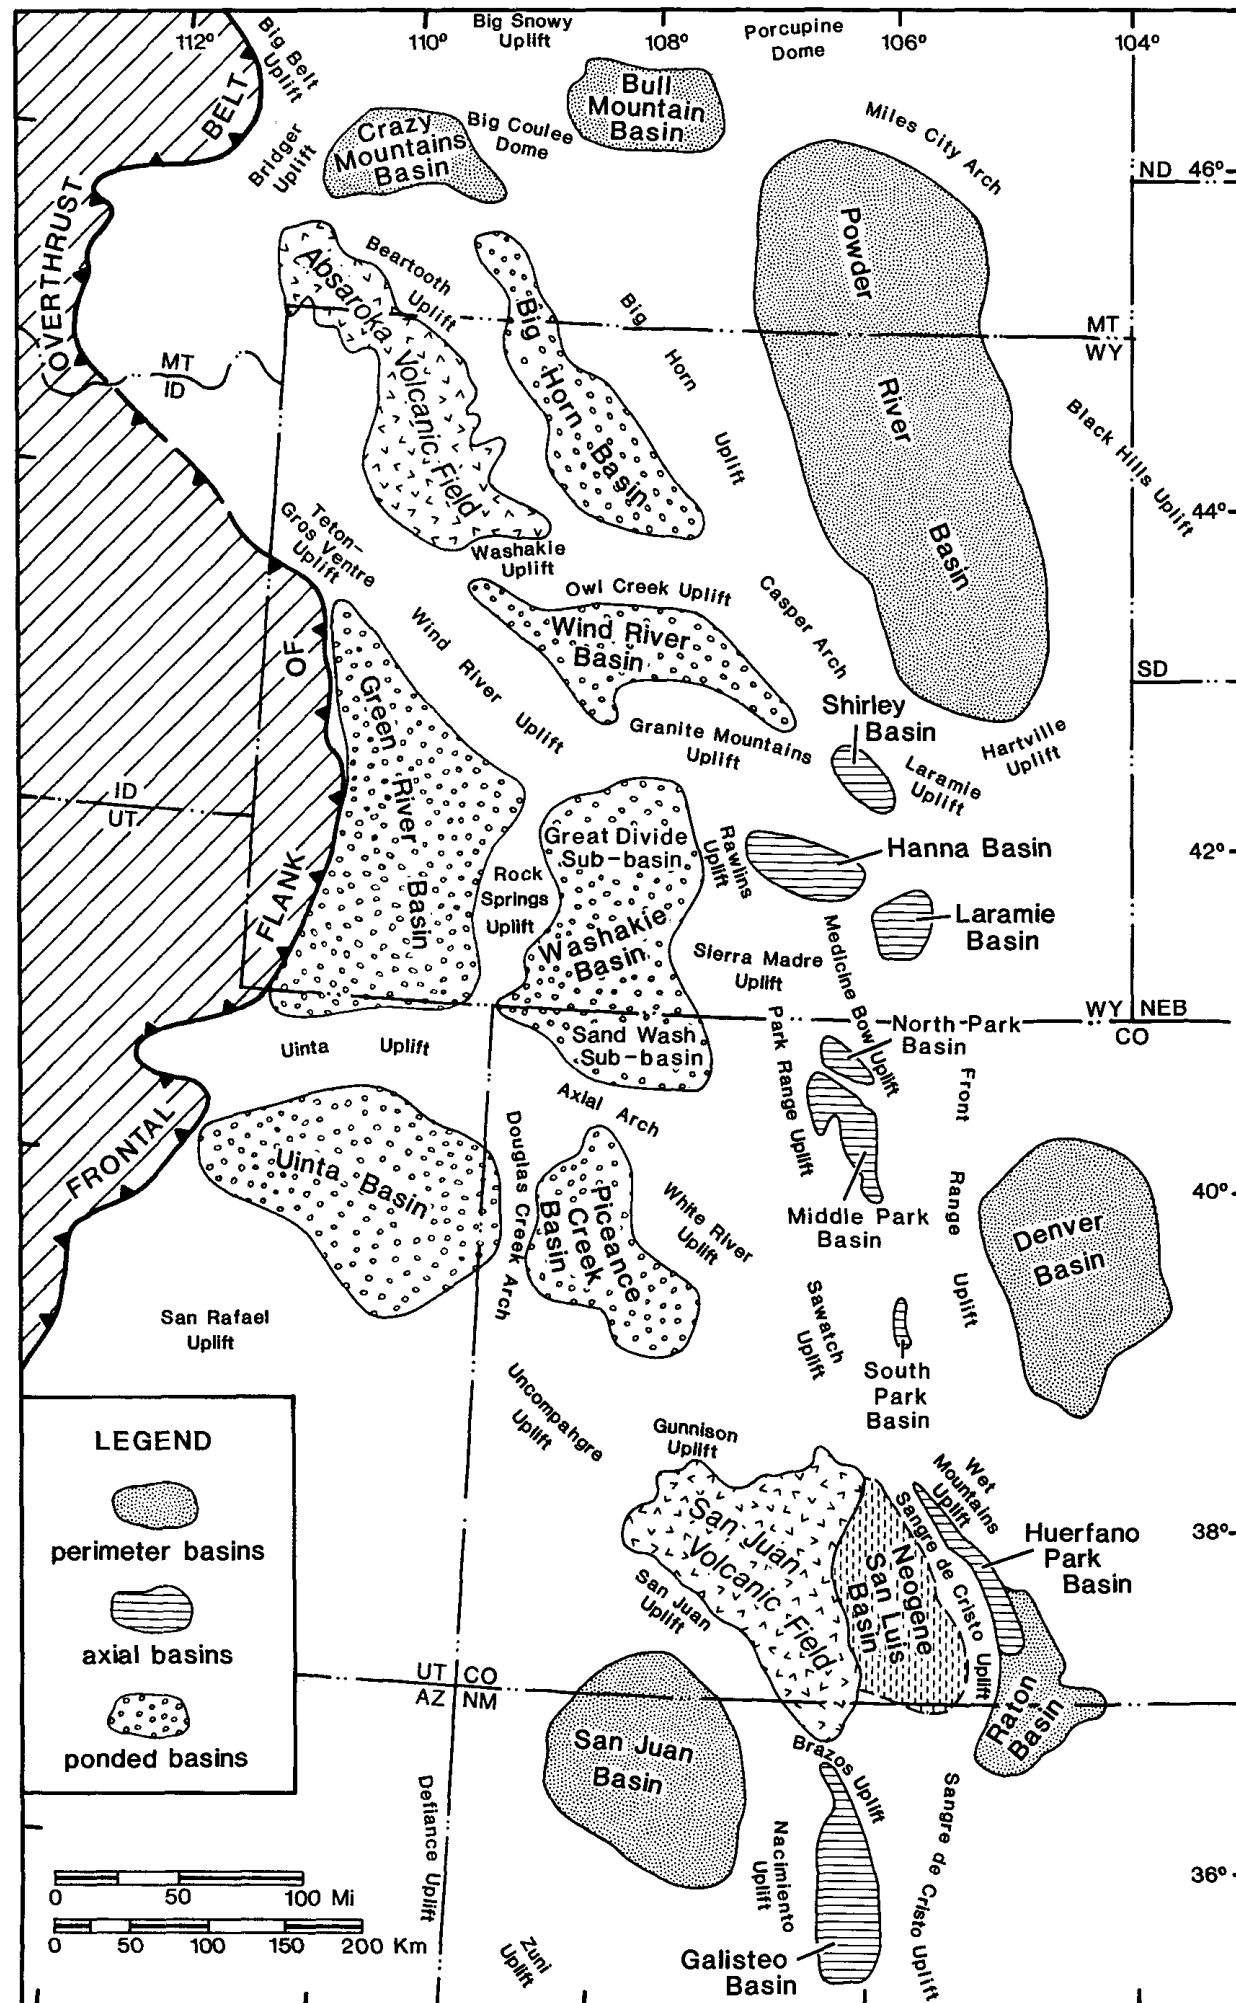 112°
110°
108°
106°
104°
Big Snowy
Uplift
Porcupine
Dome
Big Belt
Uplift
Bull
Mountain
Basin
Crazy
Mountains
Basin
Big Coulee
Dome
Bridger
Uplift
Miles City Arch
ND
46°
OVERTHRUST
BELT
Powder
River
Basin
Absaroka
Volcanic
Field
Beartooth
Uplift
Big
Horn
Basin
Big
Horn
Uplift
MT
WY
MT
ID
Black Hills Uplift
44°
Teton-
Gros Ventre
Uplift
Washakie
Uplift
Owl Creek Uplift
Casper Arch
Wind River
Basin
Wind
River
Uplift
OF
SD
Green
River
Basin
Shirley
Basin
Granite Mountains
Uplift
Hartville
Uplift
Laramie
Uplift
ID
UT
Great Divide
Sub-basin
Rawlins
Uplift
Hanna Basin
42°
Rock
Springs
Uplift
Laramie
Basin
FLANK
Washakie
Basin
Sierra Madre
Uplift
Medicine Bow Uplift
WY
NEB
CO
North Park
Basin
Sand Wash
Sub-basin
Uinta
Uplift
Park Range Uplift
Front
Range
Uplift
Axial Arch
FRONTAL
Uinta
Basin
Douglas Creek Arch
Piceance
Creek
Basin
White River
Uplift
Middle Park
Basin
40°
Denver
Basin
San Rafael
Uplift
Sawatch
Uplift
South
Park
Basin
Uncompahgre
Uplift
Gunnison
Uplift
LEGEND
perimeter basins
axial basins
ponded basins
Wet
Mountains
Uplift
San Juan
Volcanic
Field
Neogene
San Luis
Basin
Sangre de Cristo Uplift
Huerfano
Park
Basin
38°
San Juan
Uplift
UT
CO
AZ
NM
Raton
Basin
San Juan
Basin
Brazos Uplift
Defiance Uplift
Nacimiento
Uplift
Sangre de Cristo Uplift
36°
0 50 100 Mi
0 50 100 150 200 Km
Zuni
Uplift
Galisteo
Basin